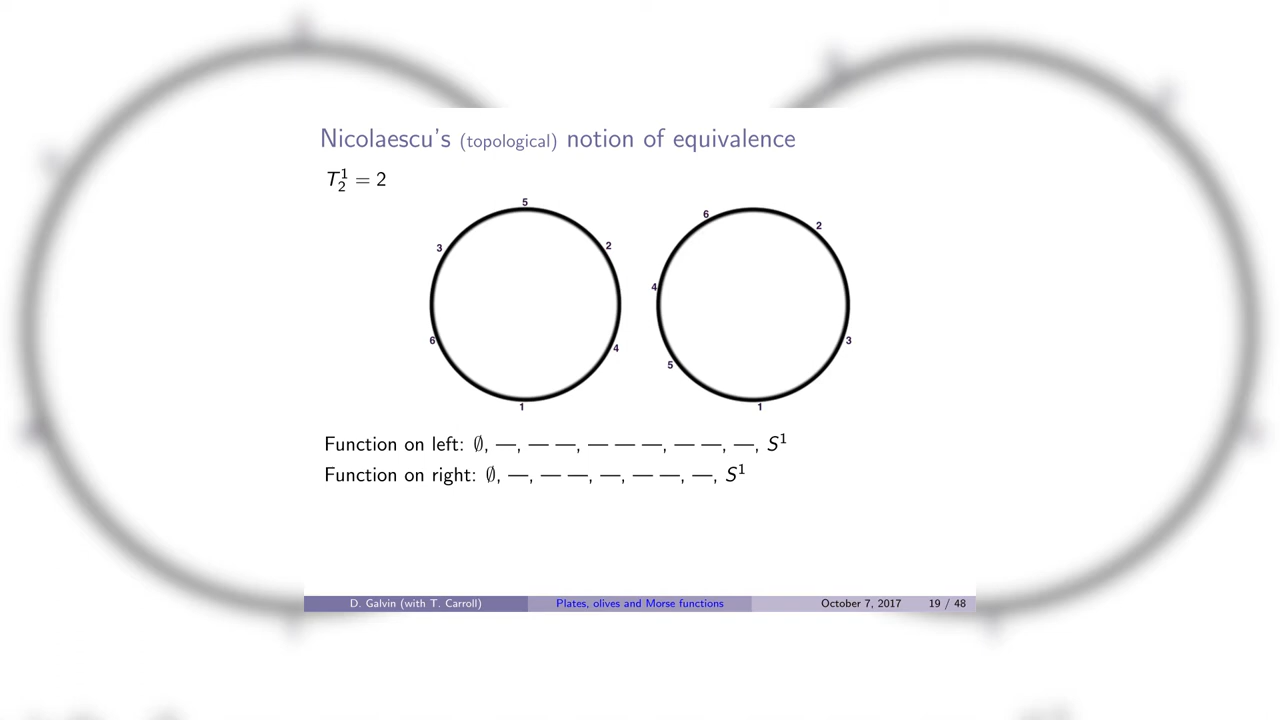 Nicolaescu's (topological) notion of equivalence
T₂¹ = 2
5
6
3
2
2
4
6
4
3
5
1
1
Function on left: ∅, —, — —, — — —, — —, —, S¹
Function on right: ∅, —, — —, —, — —, —, S¹
D. Galvin (with T. Carroll) Plates, olives and Morse functions October 7, 2017 19 / 48